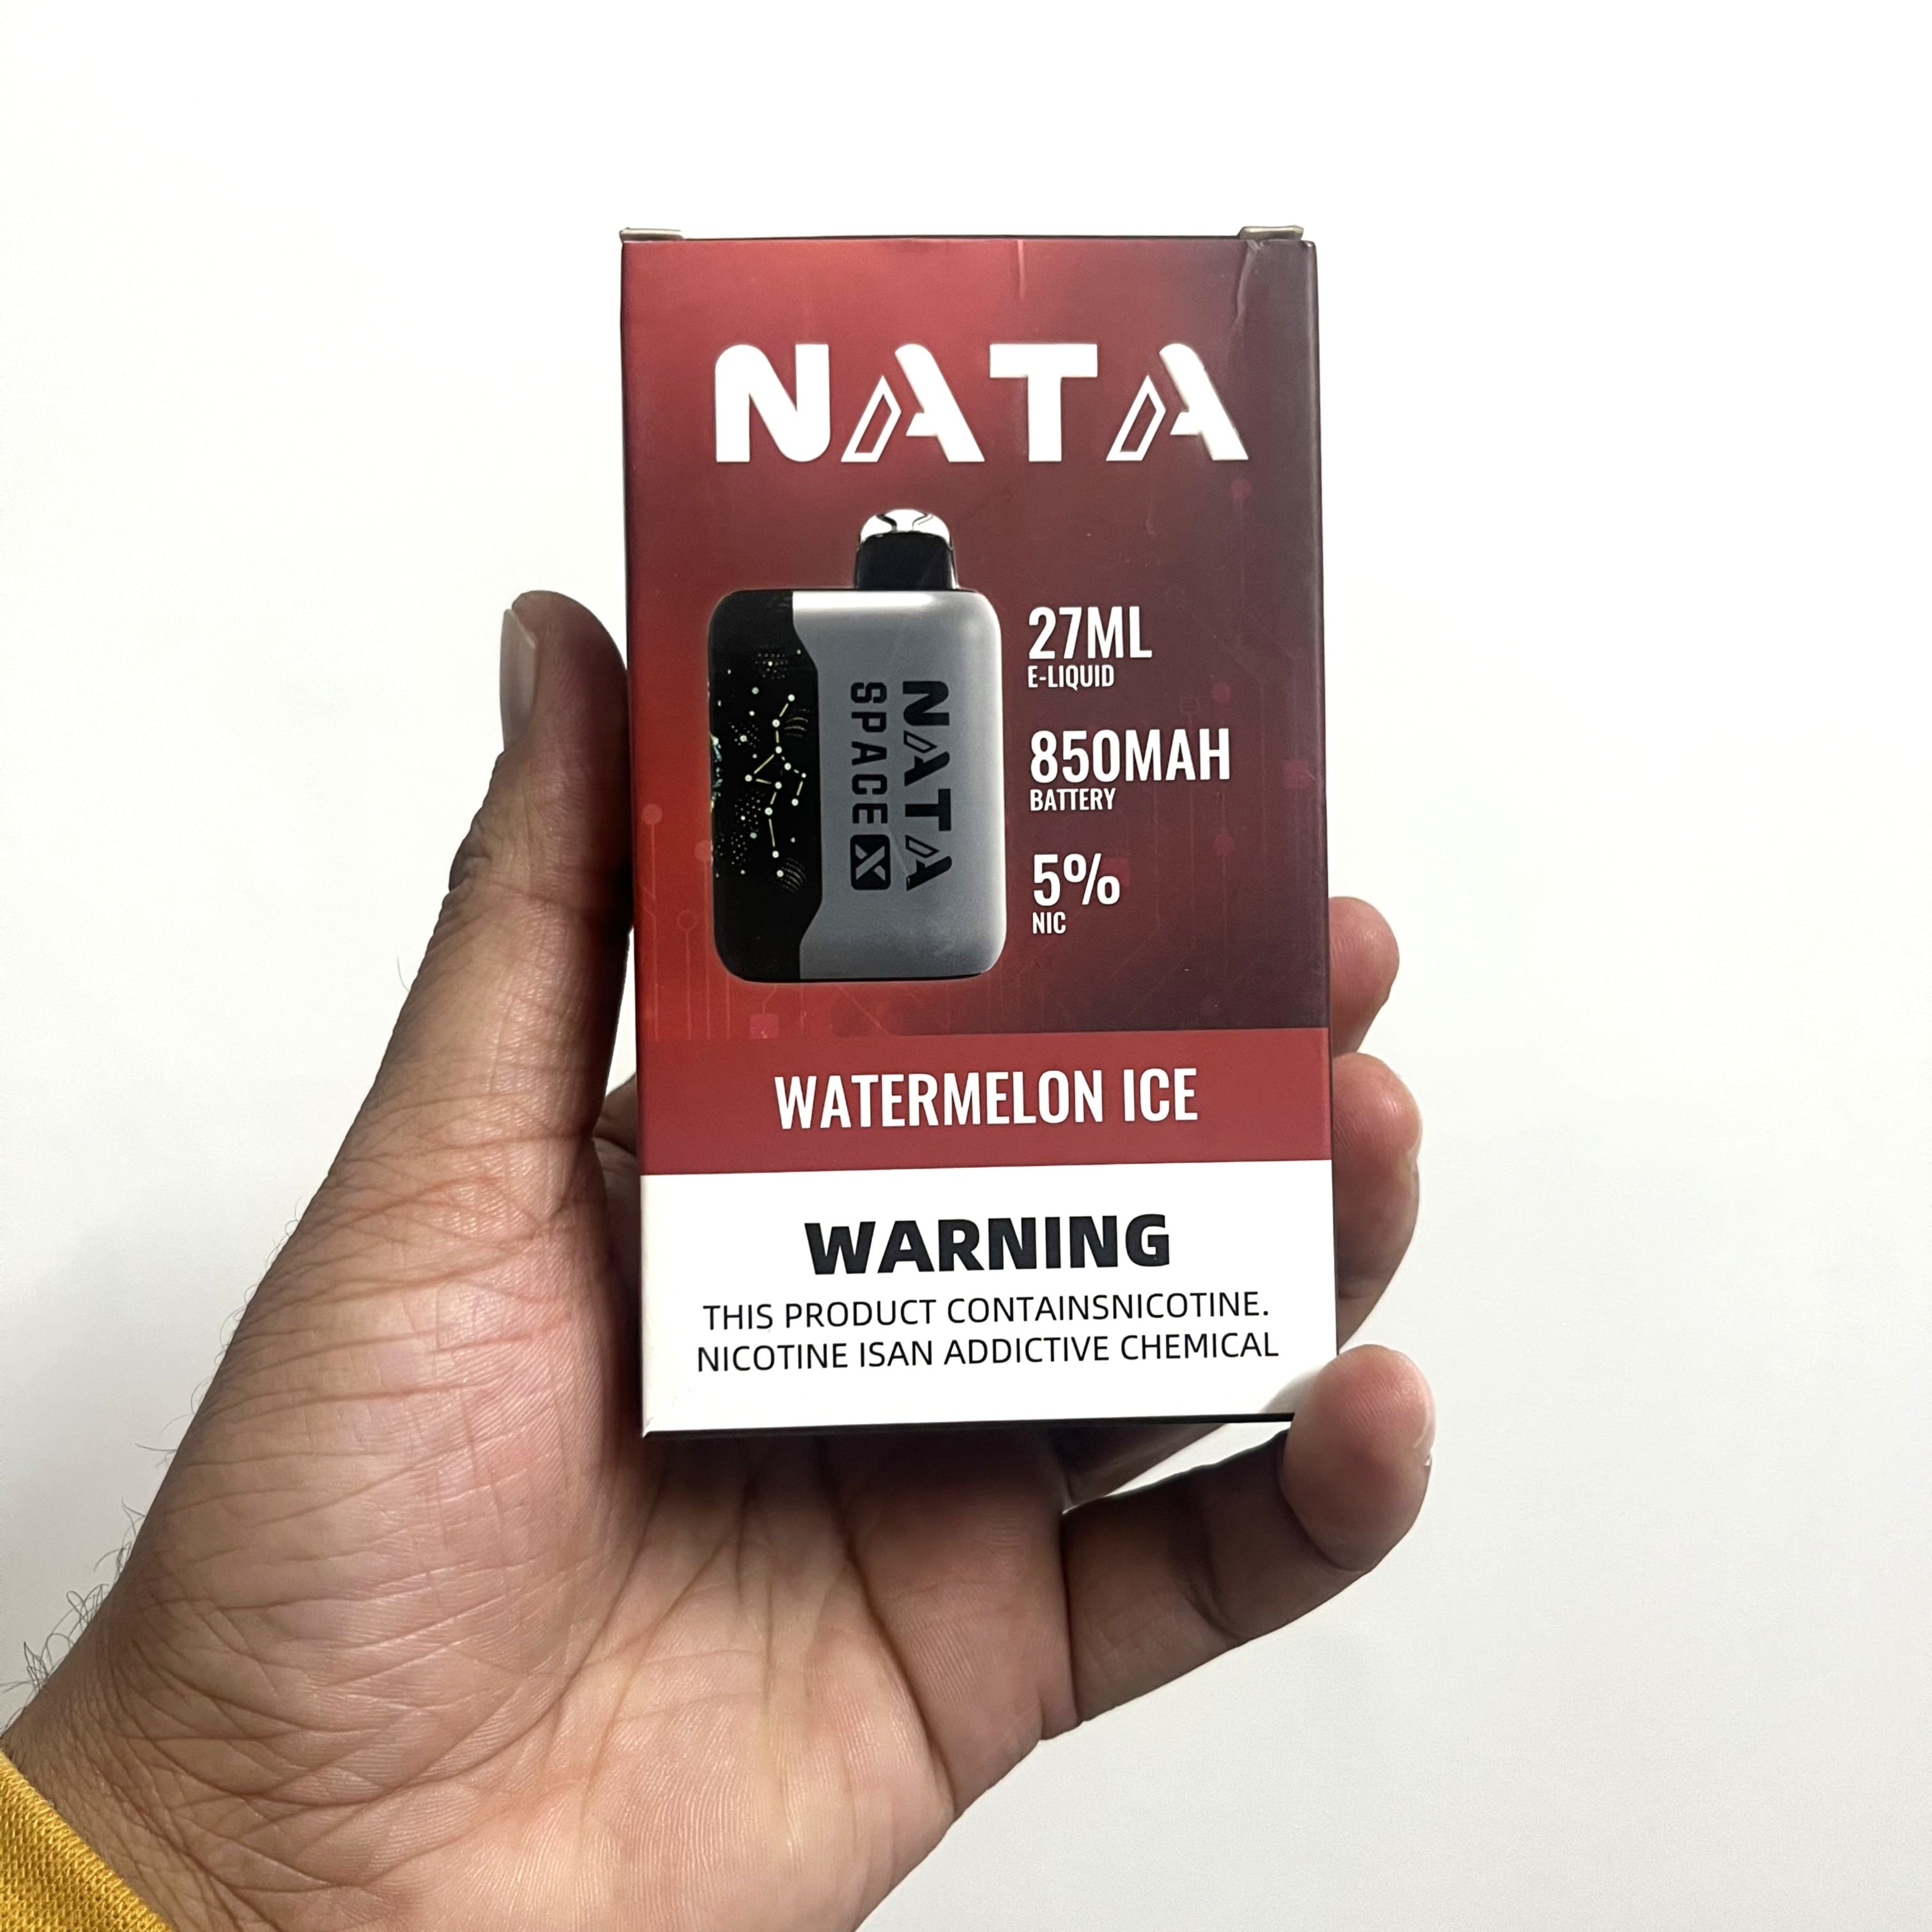 NATA
NATA
SPACE X
27ML
E-LIQUID
850MAH
BATTERY
5%
NIC
WATERMELON ICE
WARNING
THIS PRODUCT CONTAINSNICOTINE.
NICOTINE ISAN ADDICTIVE CHEMICAL